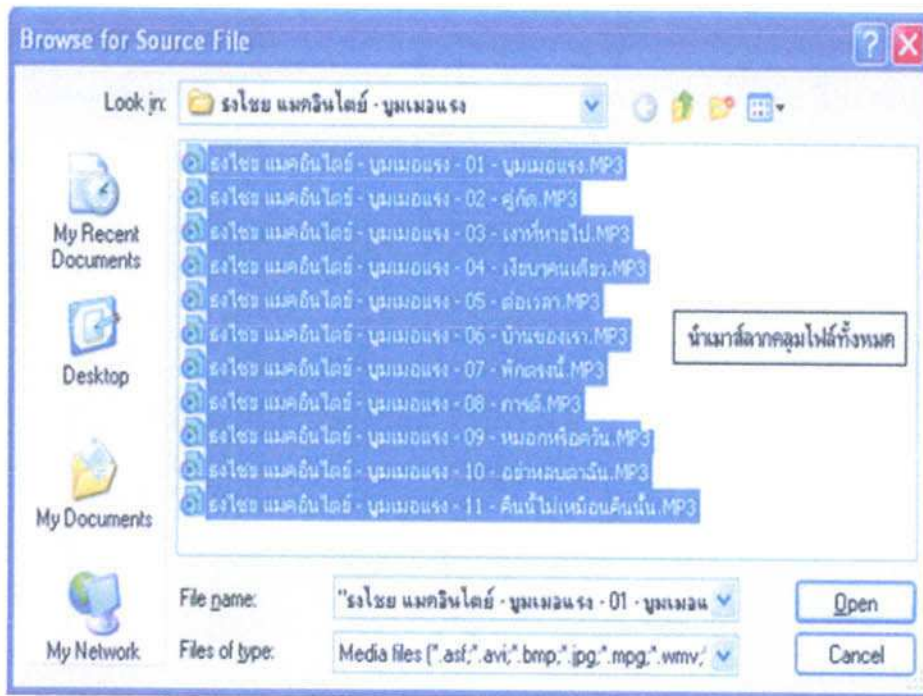 Browse for Source File
Look in: ธงไชย แมคอินไตย์ - บูมเมอแรง
ธงไชย แมคอินไตย์ - บูมเมอแรง - 01 - บูมเมอแรง.MP3
ธงไชย แมคอินไตย์ - บูมเมอแรง - 02 - คู่กัด.MP3
ธงไชย แมคอินไตย์ - บูมเมอแรง - 03 - เงาที่หายไป.MP3
ธงไชย แมคอินไตย์ - บูมเมอแรง - 04 - เงียบๆคนเดียว.MP3
ธงไชย แมคอินไตย์ - บูมเมอแรง - 05 - ต่อเวลา.MP3
ธงไชย แมคอินไตย์ - บูมเมอแรง - 06 - บ้านของเรา.MP3
ธงไชย แมคอินไตย์ - บูมเมอแรง - 07 - พักตรงนี้.MP3
ธงไชย แมคอินไตย์ - บูมเมอแรง - 08 -.MP3
ธงไชย แมคอินไตย์ - บูมเมอแรง - 09 - หมอกหรือควัน.MP3
ธงไชย แมคอินไตย์ - บูมเมอแรง - 10 - อย่าหลบตาฉัน.MP3
ธงไชย แมคอินไตย์ - บูมเมอแรง - 11 - คืนนี้ไม่เหมือนคืนนั้น.MP3
นำเมาส์ลากคลุมไฟล์ทั้งหมด
My Recent
Documents
Desktop
My Documents
My Network
File name: "ธงไชย แมคอินไตย์ - บูมเมอแรง - 01 - บูมเมอแ
Open
Files of type: Media files (*.asf;*.avi;*.bmp;*.jpg;*.mpg;*.wmv;*
Cancel